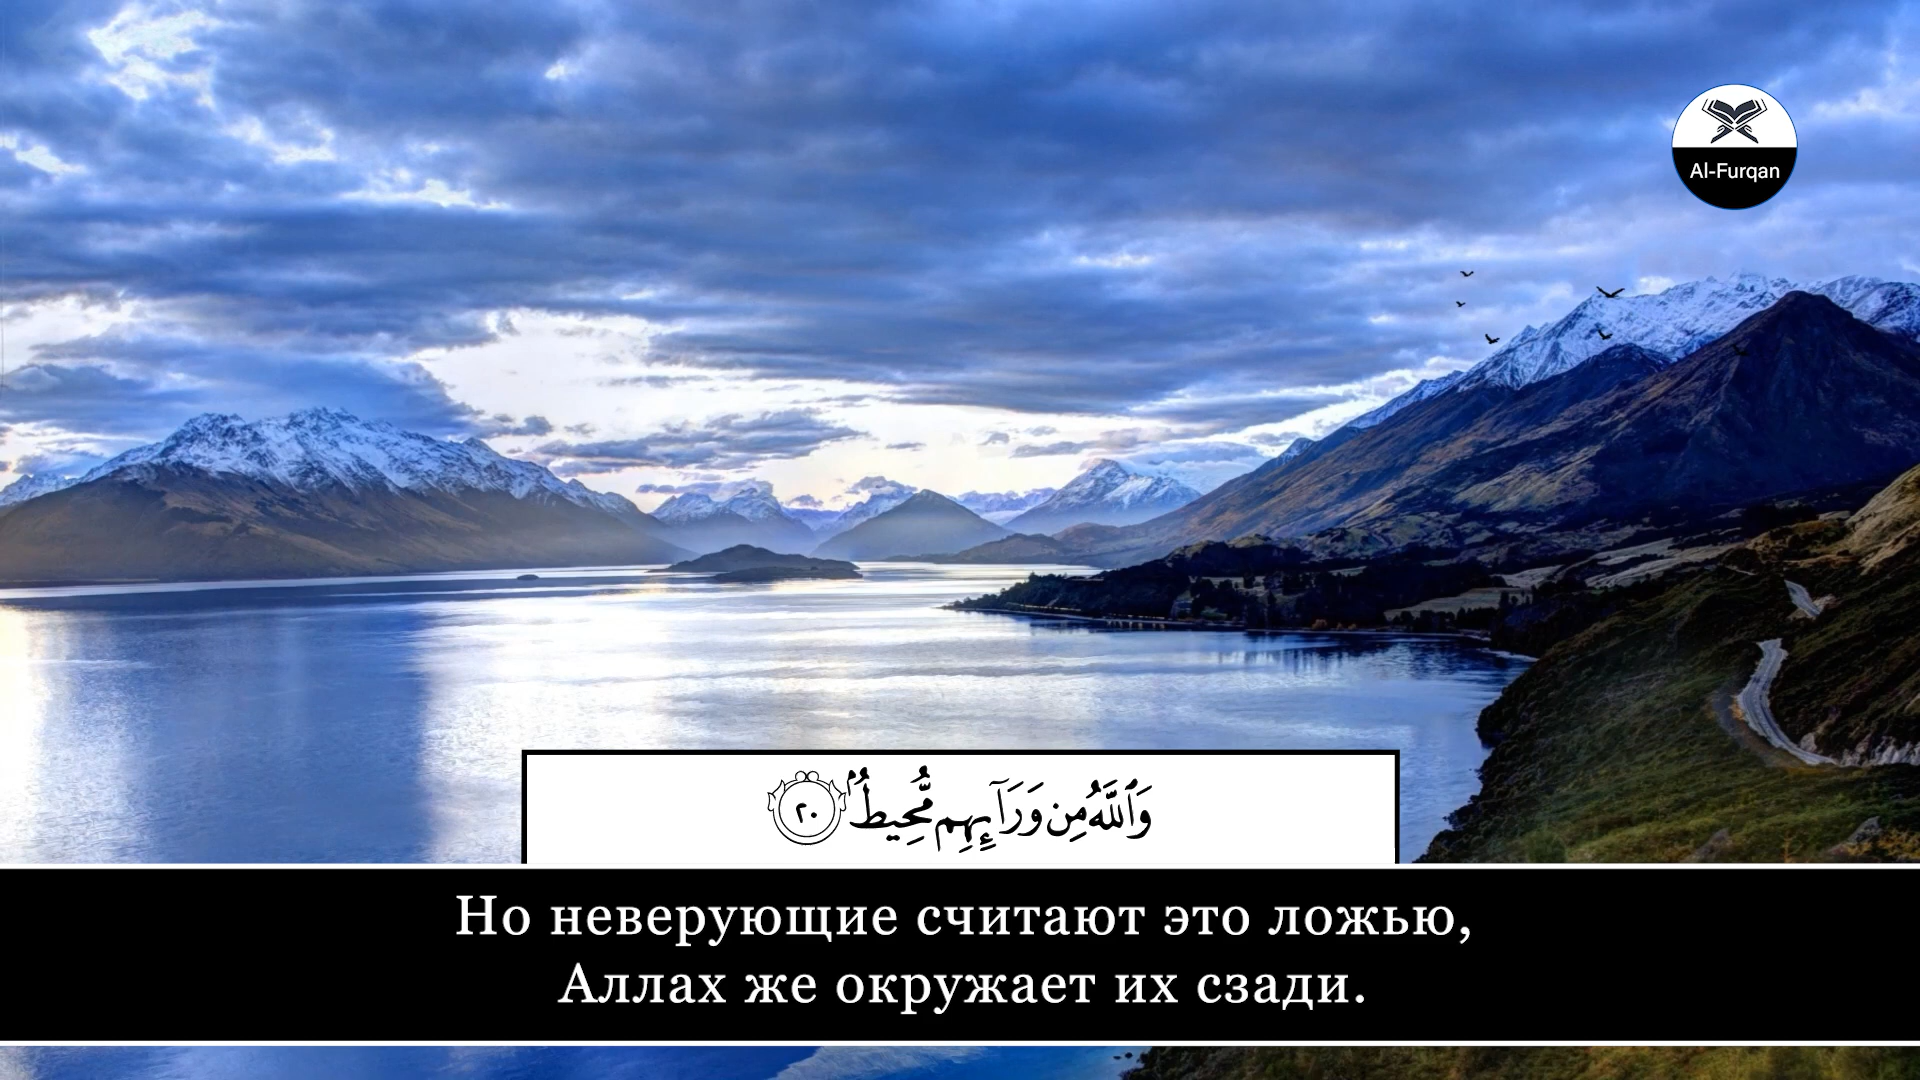 Al-Furqan
وَٱللَّهُ مِن وَرَآئِهِم مُّحِيطٌۢ ٢٠
Но неверующие считают это ложью,
Аллах же окружает их сзади.